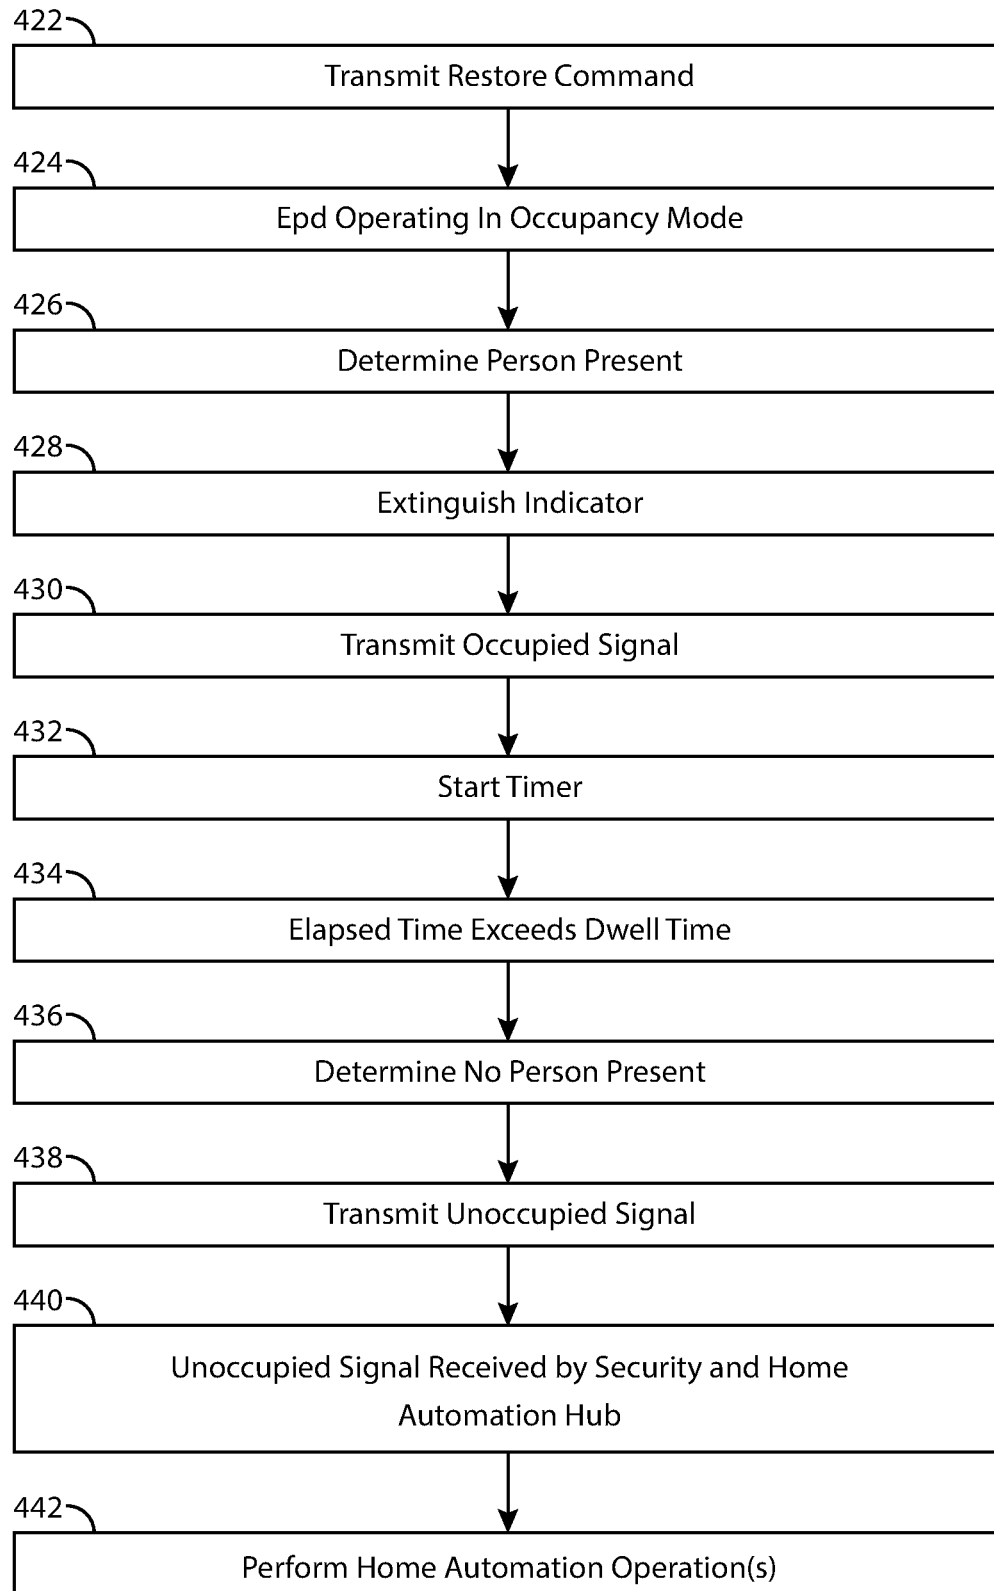 422
Transmit Restore Command
424
Epd Operating In Occupancy Mode
426
Determine Person Present
428
Extinguish Indicator
430
Transmit Occupied Signal
432
Start Timer
434
Elapsed Time Exceeds Dwell Time
436
Determine No Person Present
438
Transmit Unoccupied Signal
440
Unoccupied Signal Received by Security and Home
Automation Hub
442
Perform Home Automation Operation(s)